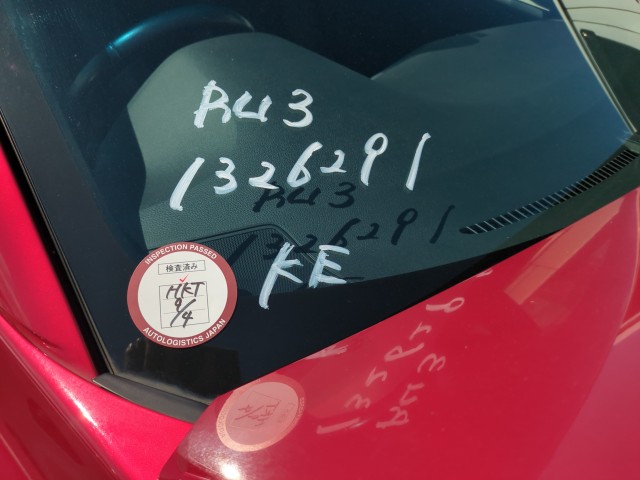 RU3
1326291
KE
INSPECTION PASSED
検査済み
HKT
9/4
AUTOLOGISTICS JAPAN